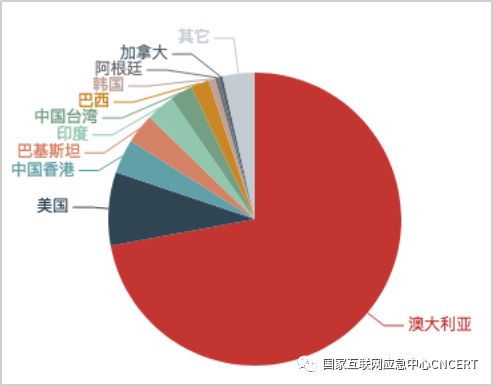 其它
加拿大
阿根廷
韩国
巴西
中国台湾
印度
巴基斯坦
中国香港
美国
澳大利亚
国家互联网应急中心CNCERT